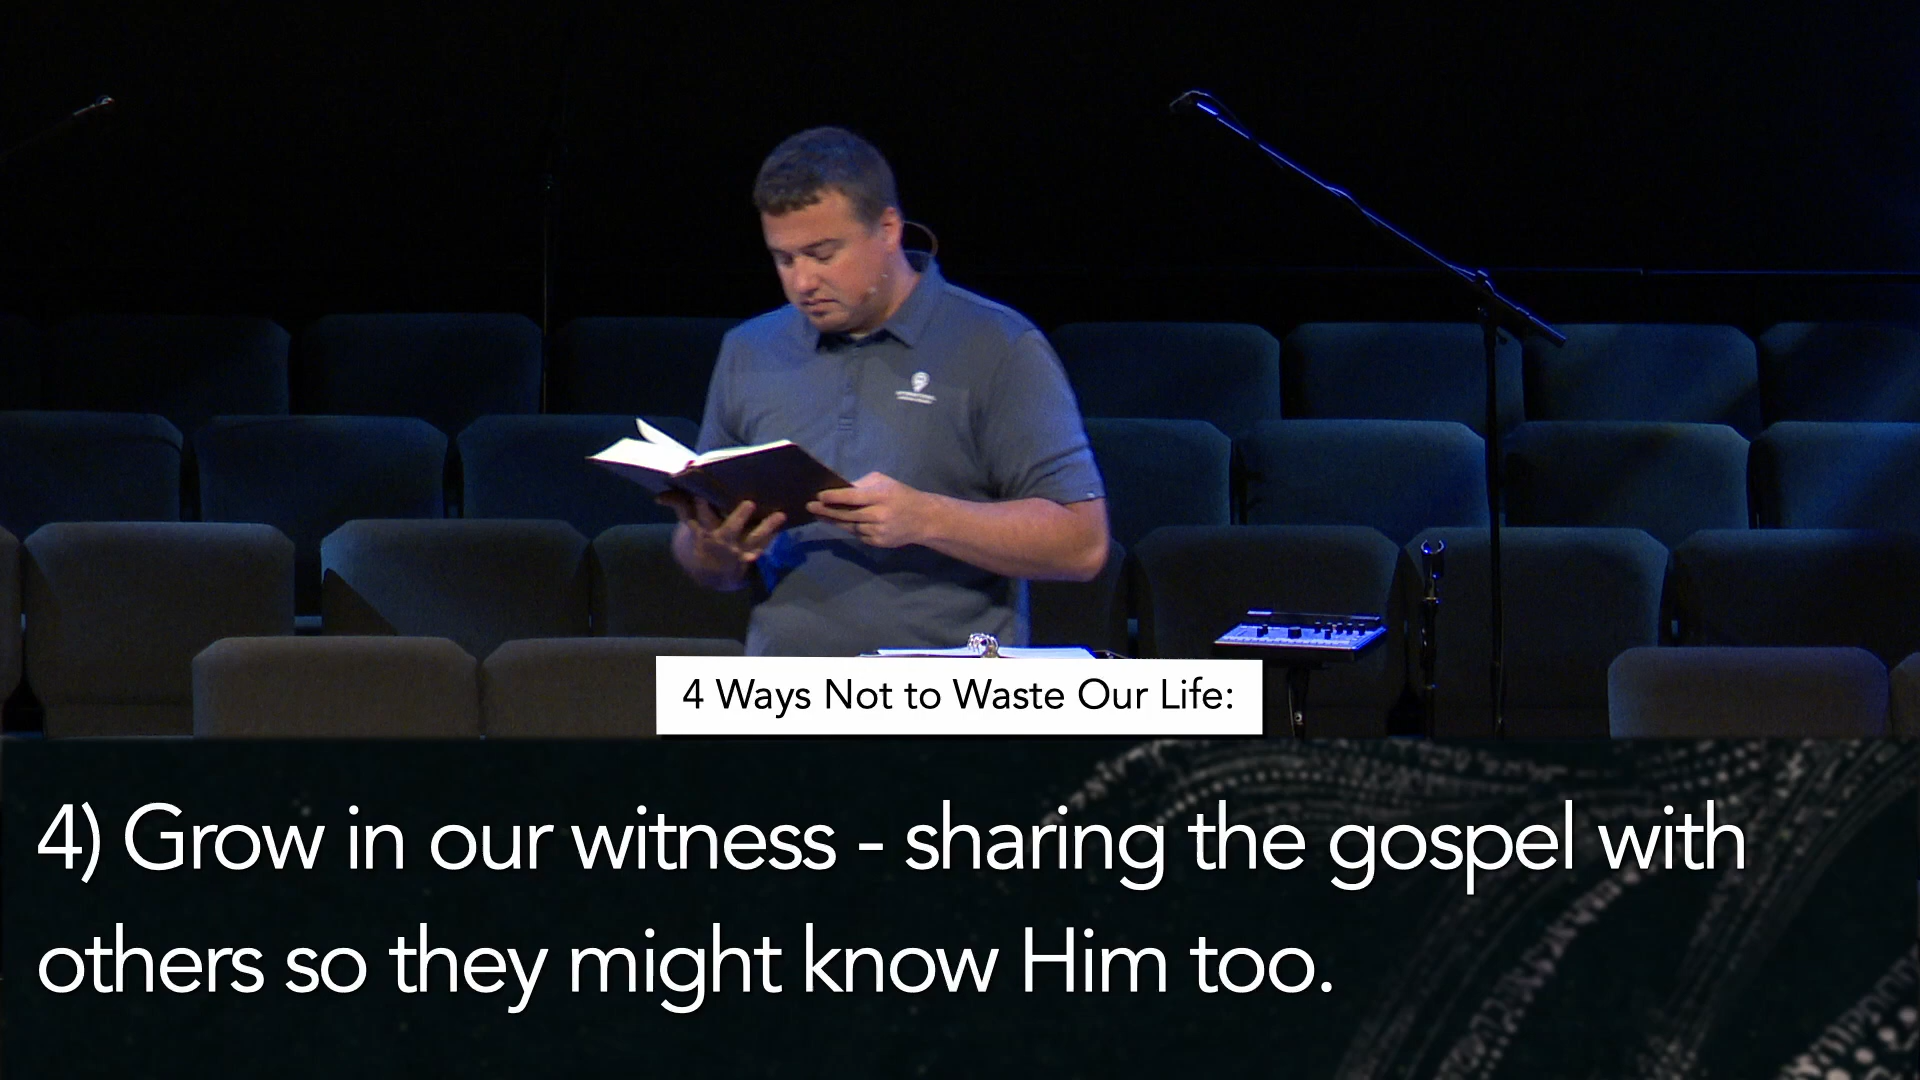 4 Ways Not to Waste Our Life:
4) Grow in our witness - sharing the gospel with
others so they might know Him too.